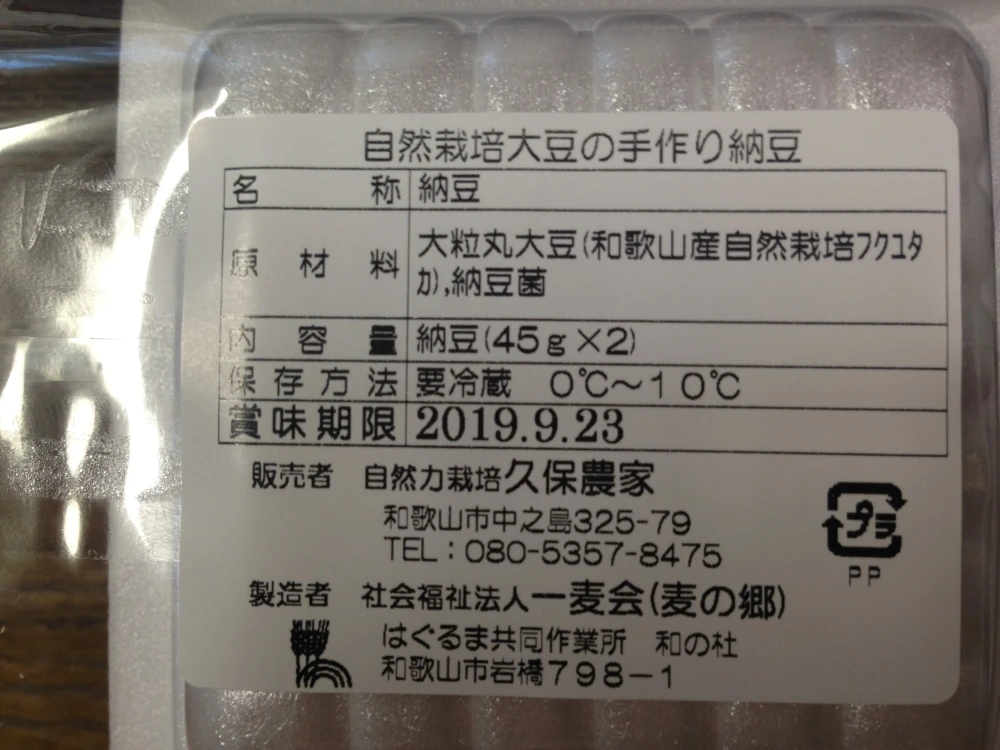 自然栽培大豆の手作り納豆
名称 納豆
原材料 大粒丸大豆(和歌山産自然栽培フクユタ
カ),納豆菌
内容量 納豆(45g×2)
保存方法 要冷蔵 0℃~10℃
賞味期限 2019.9.23
販売者 自然力栽培久保農家
和歌山市中之島325-79
TEL:080-5357-8475
プラ
PP
製造者 社会福祉法人一麦会(麦の郷)
はぐるま共同作業所 和の杜
和歌山市岩橋798-1